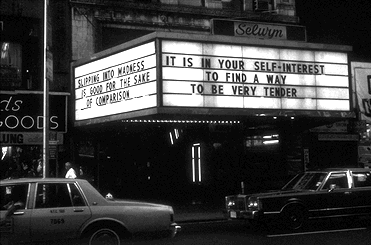 Selwyn
SLIPPING INTO MADNESS
IS GOOD FOR THE SAKE
OF COMPARISON
IT IS IN YOUR SELF-INTEREST
TO FIND A WAY
TO BE VERY TENDER
ds
GOODS